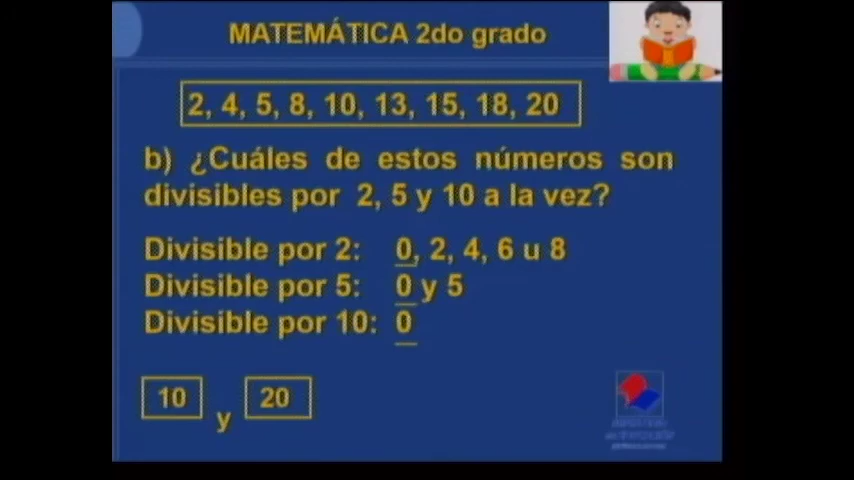 MATEMÁTICA 2do grado
2, 4, 5, 8, 10, 13, 15, 18, 20
b) ¿Cuáles de estos números son
divisibles por 2, 5 y 10 a la vez?
Divisible por 2: 0, 2, 4, 6 u 8
Divisible por 5: 0 y 5
Divisible por 10: 0
10 y 20